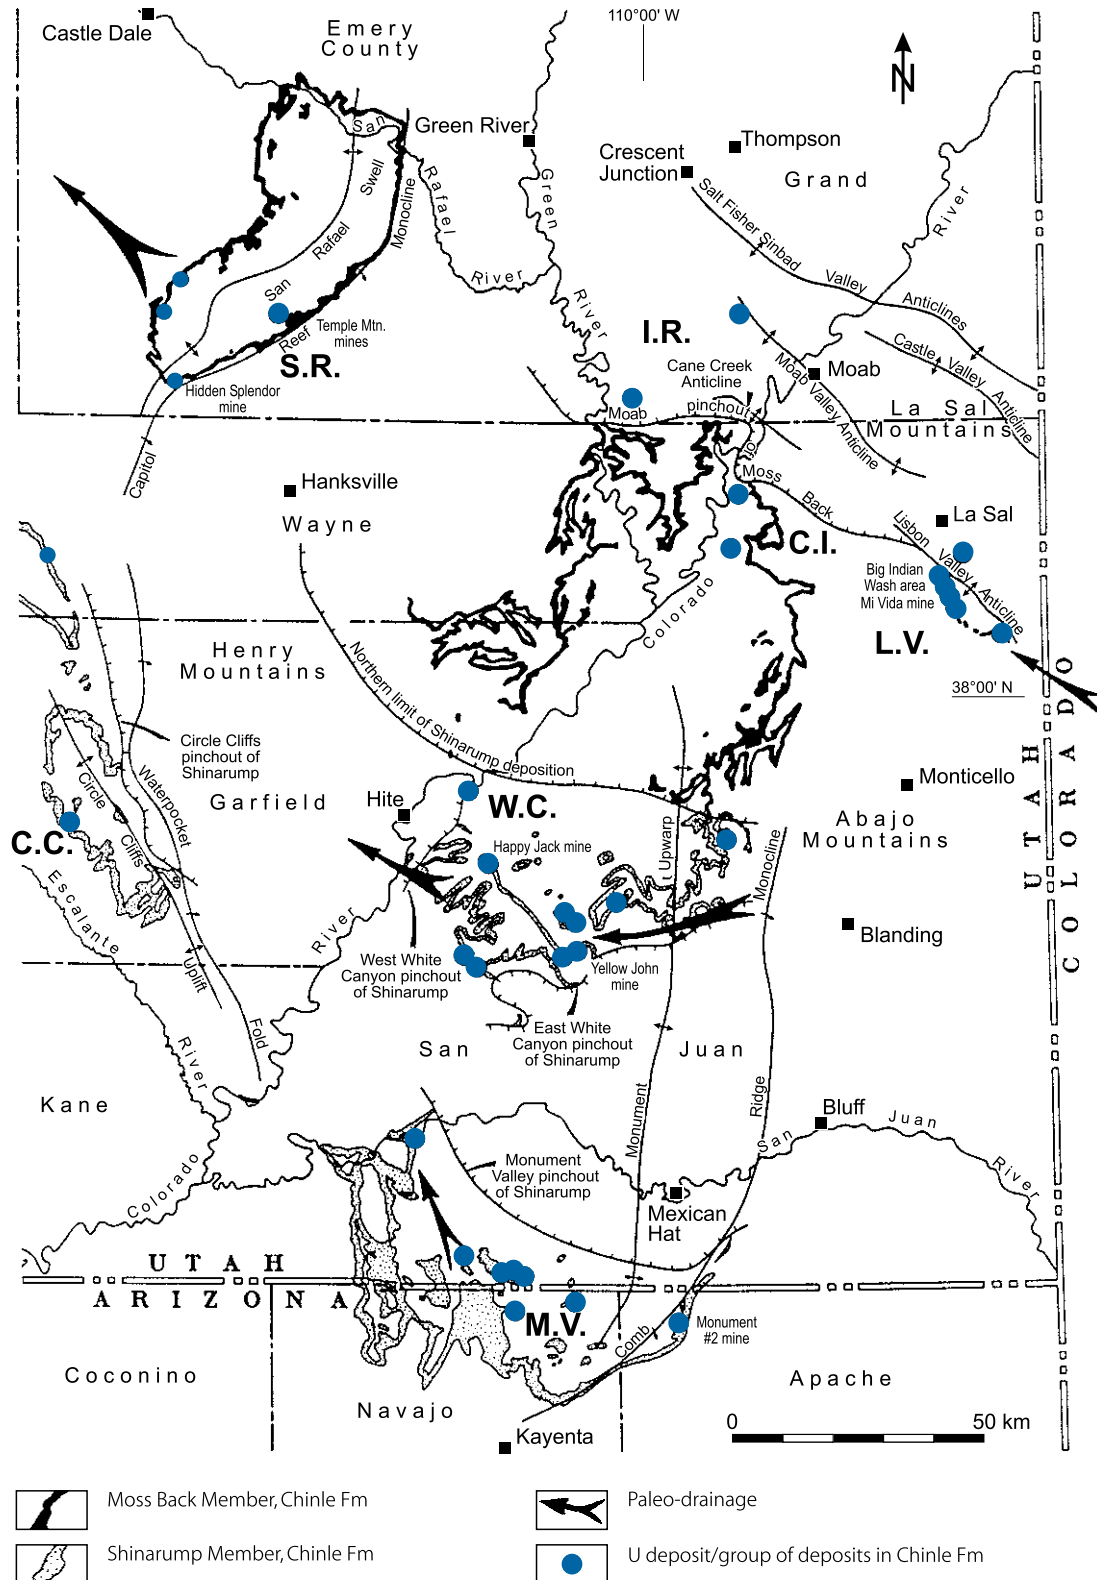 110°00' W
Castle Dale
Emery
County
N
San
Green River
Thompson
Crescent
Junction
Grand
Swell
Rafael
Monocline
Rafael
River
Green
River
River
Salt Fisher Sinbad
Valley
Anticlines
San
Reef
Temple Mtn.
mines
S.R.
Hidden Splendor
mine
I.R.
Cane Creek
Anticline
Moab
pinchout
of
Moss
Back
Moab
Castle Valley Anticline
Moab Valley Anticline
La Sal
Mountains
Capitol
Hanksville
Wayne
C.I.
Lisbon
Valley
Anticline
La Sal
Big Indian
Wash area
Mi Vida mine
L.V.
Colorado
38°00' N
Henry
Mountains
Northern limit of Shinarump deposition
Circle Cliffs
pinchout of
Shinarump
Waterpocket
Circle
Cliffs
Uplift
Fold
C.C.
Garfield
Hite
W.C.
Happy Jack mine
Upwarp
Monocline
Monticello
Abajo
Mountains
UTAH
COLORADO
Escalante
River
River
West White
Canyon pinchout
of Shinarump
Yellow John
mine
East White
Canyon pinchout
of Shinarump
Blanding
San
Juan
Kane
Monument
Ridge
Bluff
San
Juan
River
Colorado
Monument
Valley pinchout
of Shinarump
Mexican
Hat
UTAH
ARIZONA
M.V.
Comb
Monument
#2 mine
Coconino
Navajo
Apache
Kayenta
0 50 km
Moss Back Member, Chinle Fm
Paleo-drainage
Shinarump Member, Chinle Fm
U deposit/group of deposits in Chinle Fm